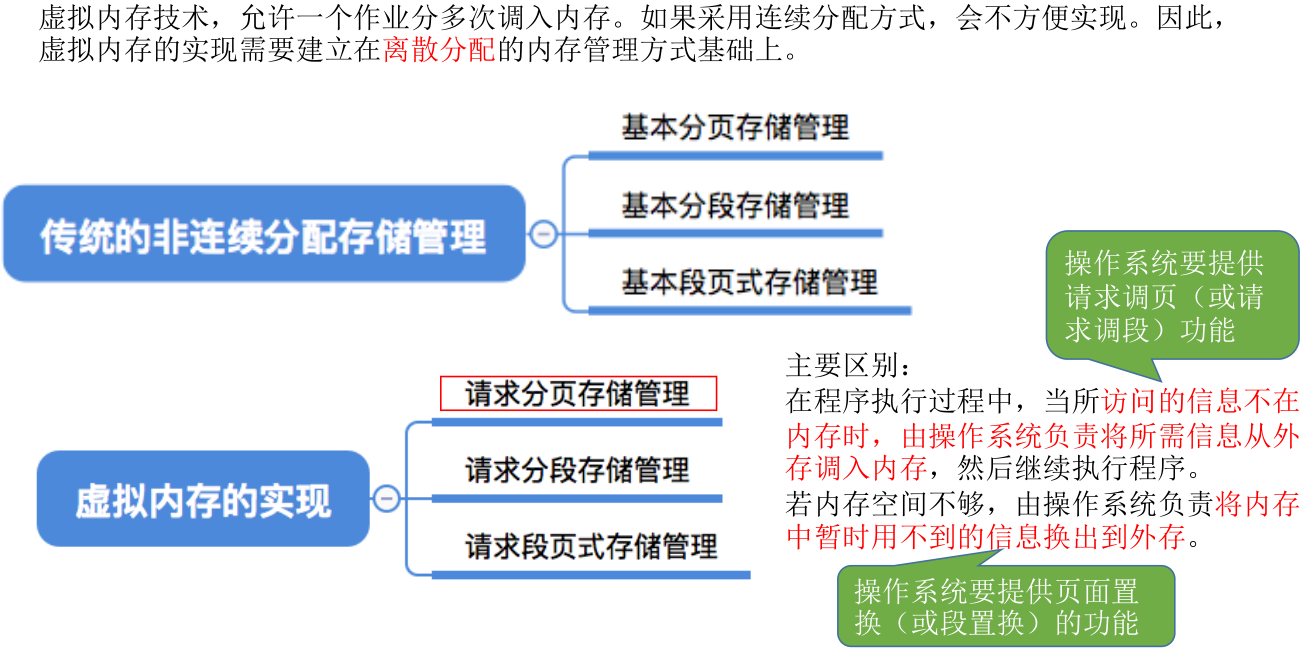 虚拟内存技术，允许一个作业分多次调入内存。如果采用连续分配方式，会不方便实现。因此，
虚拟内存的实现需要建立在离散分配的内存管理方式基础上。
基本分页存储管理
传统的非连续分配存储管理
基本分段存储管理
基本段页式存储管理
操作系统要提供
请求调页（或请
求调段）功能
请求分页存储管理
虚拟内存的实现
请求分段存储管理
请求段页式存储管理
主要区别：
在程序执行过程中，当所访问的信息不在
内存时，由操作系统负责将所需信息从外
存调入内存，然后继续执行程序。
若内存空间不够，由操作系统负责将内存
中暂时用不到的信息换出到外存。
操作系统要提供页面置
换（或段置换）的功能